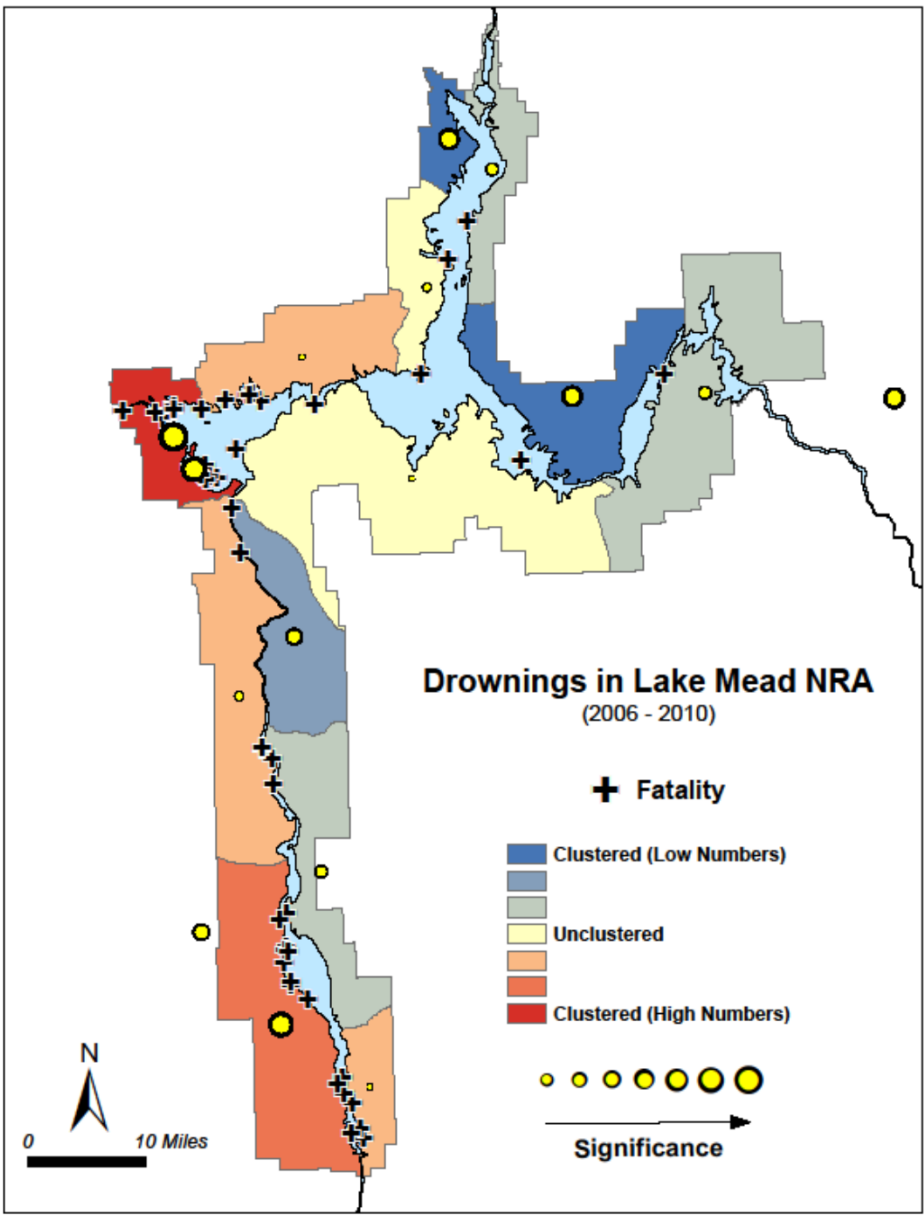 Drownings in Lake Mead NRA
(2006 - 2010)
Fatality
Clustered (Low Numbers)
Unclustered
Clustered (High Numbers)
N
0 10 Miles
Significance